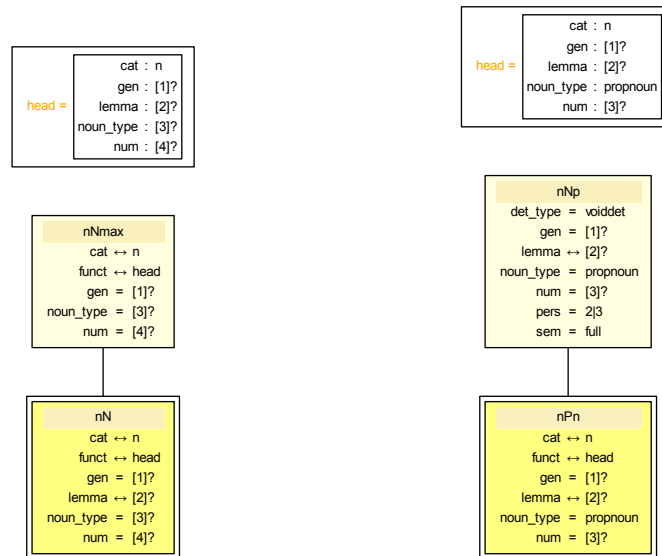 head =
cat : n
gen : [1]?
lemma : [2]?
noun_type : [3]?
num : [4]?
nNmax
cat ↔ n
funct ↔ head
gen = [1]?
noun_type = [3]?
num = [4]?
nN
cat ↔ n
funct ↔ head
gen = [1]?
lemma ↔ [2]?
noun_type = [3]?
num = [4]?
head =
cat : n
gen : [1]?
lemma : [2]?
noun_type : propnoun
num : [3]?
nNp
det_type = voiddet
gen = [1]?
lemma ↔ [2]?
noun_type = propnoun
num = [3]?
pers = 2|3
sem = full
nPn
cat ↔ n
funct ↔ head
gen = [1]?
lemma ↔ [2]?
noun_type = propnoun
num = [3]?